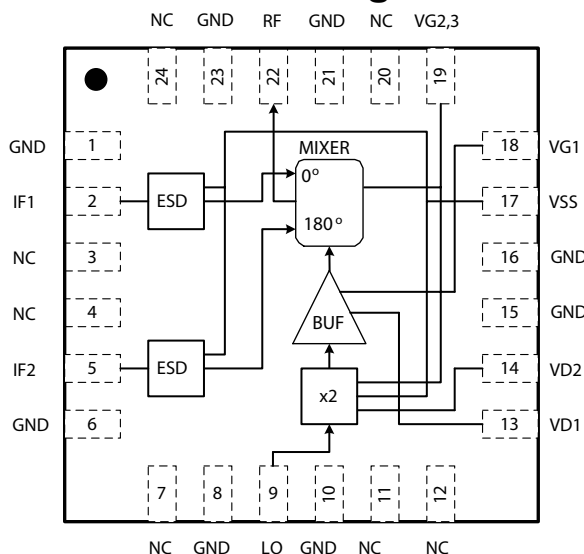 NC GND RF GND NC VG2,3
24 23 22 21 20 19
GND 1
IF1 2
NC 3
NC 4
IF2 5
GND 6
ESD
ESD
MIXER
0°
180°
BUF
x2
18 VG1
17 VSS
16 GND
15 GND
14 VD2
13 VD1
7 8 9 10 11 12
NC GND LO GND NC NC